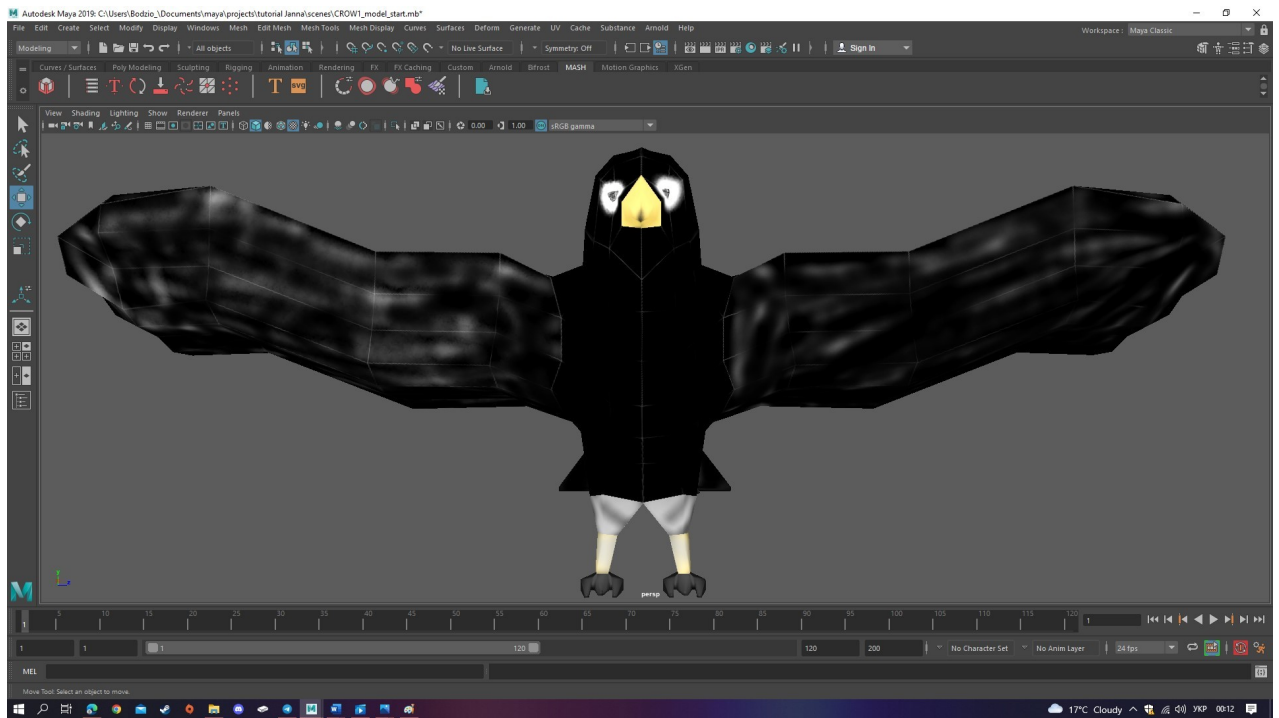 Autodesk Maya 2019: C:\Users\Bodzio_\Documents\maya\projects\tutorial Janna\scenes\CROW1_model_start.mb*
File Edit Create Select Modify Display Windows Mesh Edit Mesh Mesh Tools Mesh Display Curves Surfaces Deform Generate UV Cache Substance Arnold Help Workspace : Maya Classic
Modeling All objects No Live Surface Symmetry: Off Sign In
Curves / Surfaces Poly Modeling Sculpting Rigging Animation Rendering FX FX Caching Custom Arnold Bifrost MASH Motion Graphics XGen
T T svg
View Shading Lighting Show Renderer Panels
0.00 1.00 sRGB gamma
y
persp
5 10 15 20 25 30 35 40 45 50 55 60 65 70 75 80 85 90 95 100 105 110 115 120
1 1
1 1 1 120 120 200 No Character Set No Anim Layer 24 fps
MEL
Move Tool: Select an object to move.
17°C Cloudy УКР 00:12